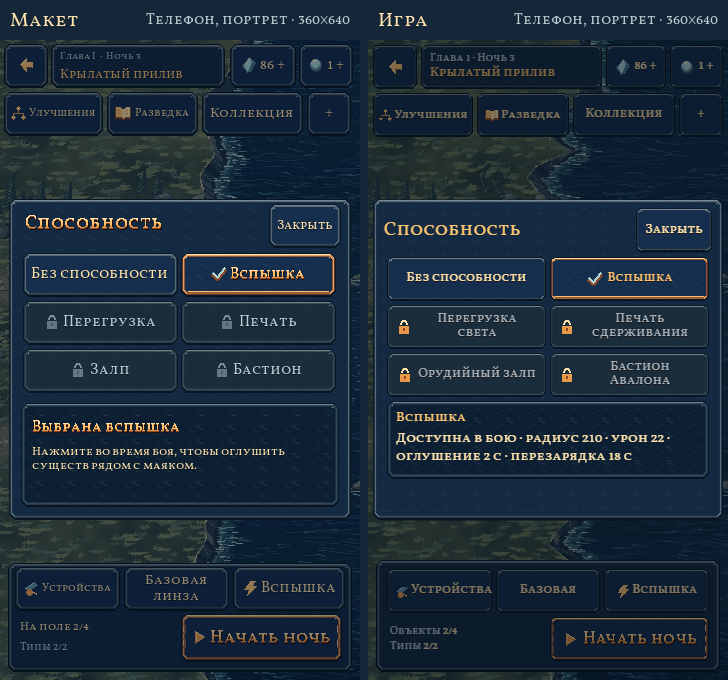 Макет
Телефон, портрет · 360×640
Глава I · Ночь 3
Крылатый прилив
86 +
1 +
Улучшения
Разведка
Коллекция
+
Способность
Закрыть
Без способности
Вспышка
Перегрузка
Печать
Залп
Бастион
Выбрана вспышка
Нажмите во время боя, чтобы оглушить
существ рядом с маяком.
Устройства
Базовая
линза
Вспышка
На поле 2/4
Типы 2/2
Начать ночь
Игра
Телефон, портрет · 360×640
Глава 1 · Ночь 3
Крылатый прилив
86 +
1 +
Улучшения
Разведка
Коллекция
+
Способность
Закрыть
Без способности
Вспышка
Перегрузка
света
Печать
сдерживания
Орудийный залп
Бастион
Авалона
Вспышка
Доступна в бою · радиус 210 · урон 22 ·
оглушение 2 с · перезарядка 18 с
Устройства
Базовая
Вспышка
Объекты 2/4
Типы 2/2
Начать ночь